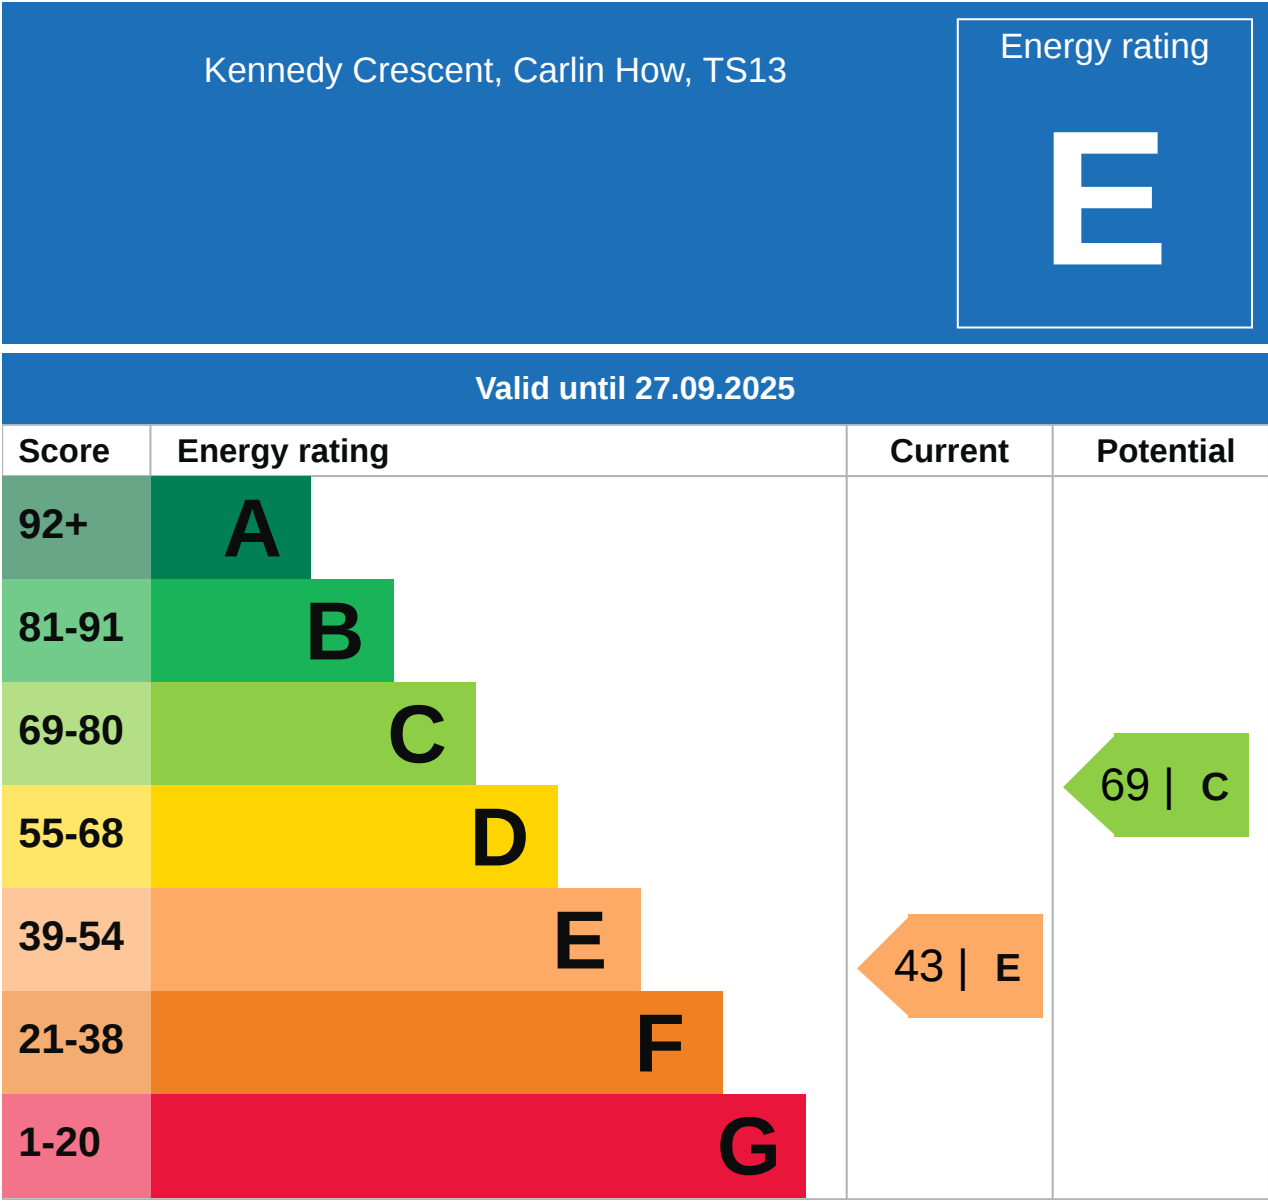 Kennedy Crescent, Carlin How, TS13
Energy rating
E
Valid until 27.09.2025
Score Energy rating Current Potential
92+ A
81-91 B
69-80 C
69 | C
55-68 D
39-54 E
43 | E
21-38 F
1-20 G